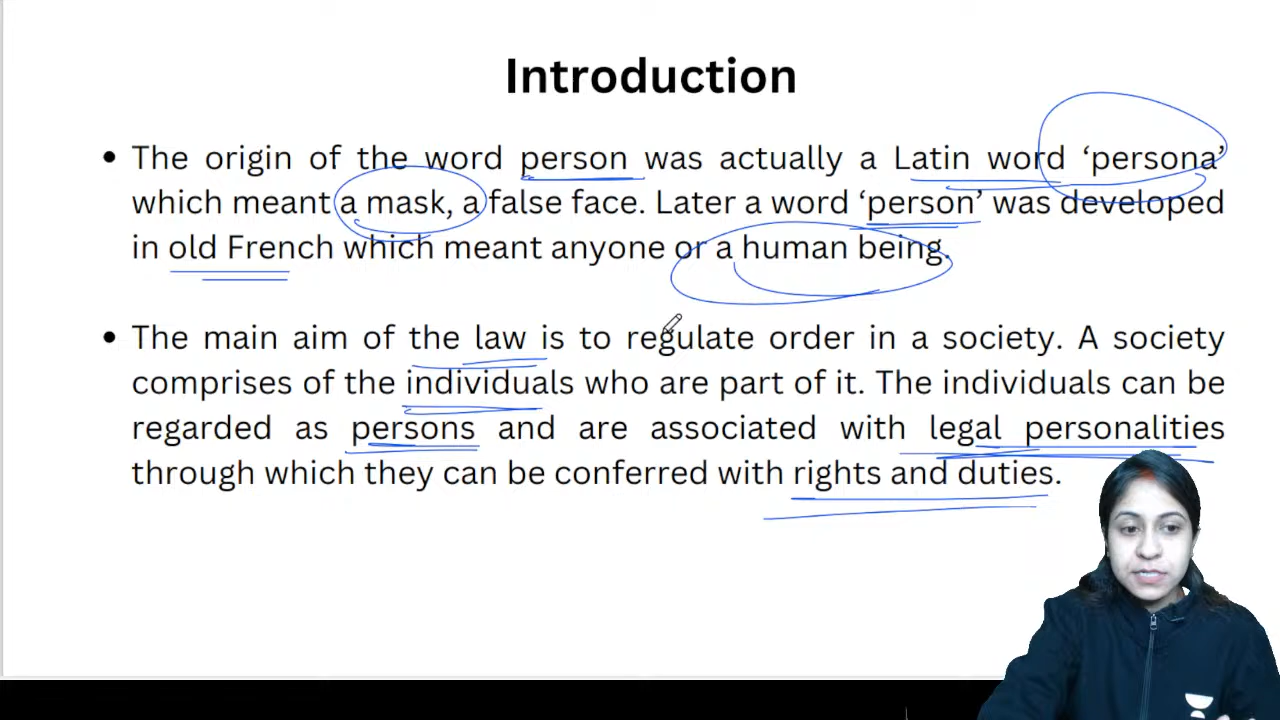 Introduction
• The origin of the word person was actually a Latin word ‘persona’
which meant a mask, a false face. Later a word ‘person’ was developed
in old French which meant anyone or a human being.
• The main aim of the law is to regulate order in a society. A society
comprises of the individuals who are part of it. The individuals can be
regarded as persons and are associated with legal personalities
through which they can be conferred with rights and duties.